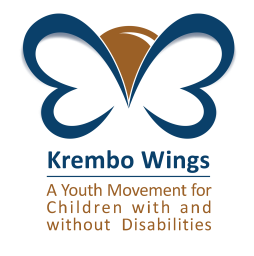 Krembo Wings
A Youth Movement for
Children with and
without Disabilities